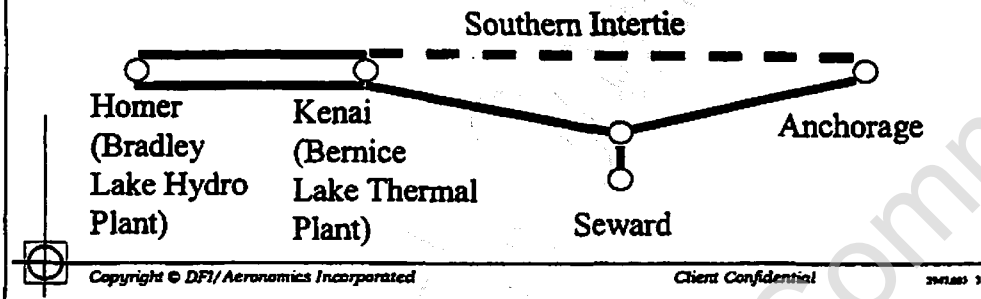 Southern Intertie
Homer
(Bradley
Lake Hydro
Plant)
Kenai
(Bernice
Lake Thermal
Plant)
Seward
Anchorage
Copyright © DFI/Aeronomics Incorporated
Client Confidential